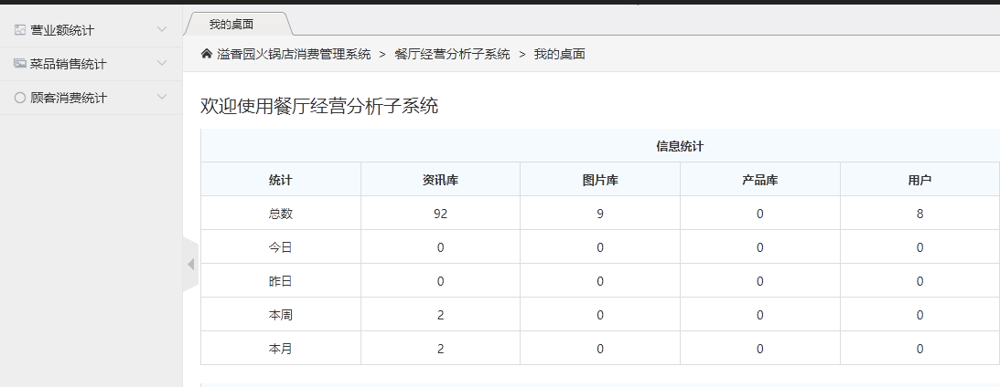 营业额统计
菜品销售统计
顾客消费统计
我的桌面
溢香园火锅店消费管理系统 > 餐厅经营分析子系统 > 我的桌面
欢迎使用餐厅经营分析子系统
信息统计
统计 资讯库 图片库 产品库 用户
总数 92 9 0 8
今日 0 0 0 0
昨日 0 0 0 0
本周 2 0 0 0
本月 2 0 0 0